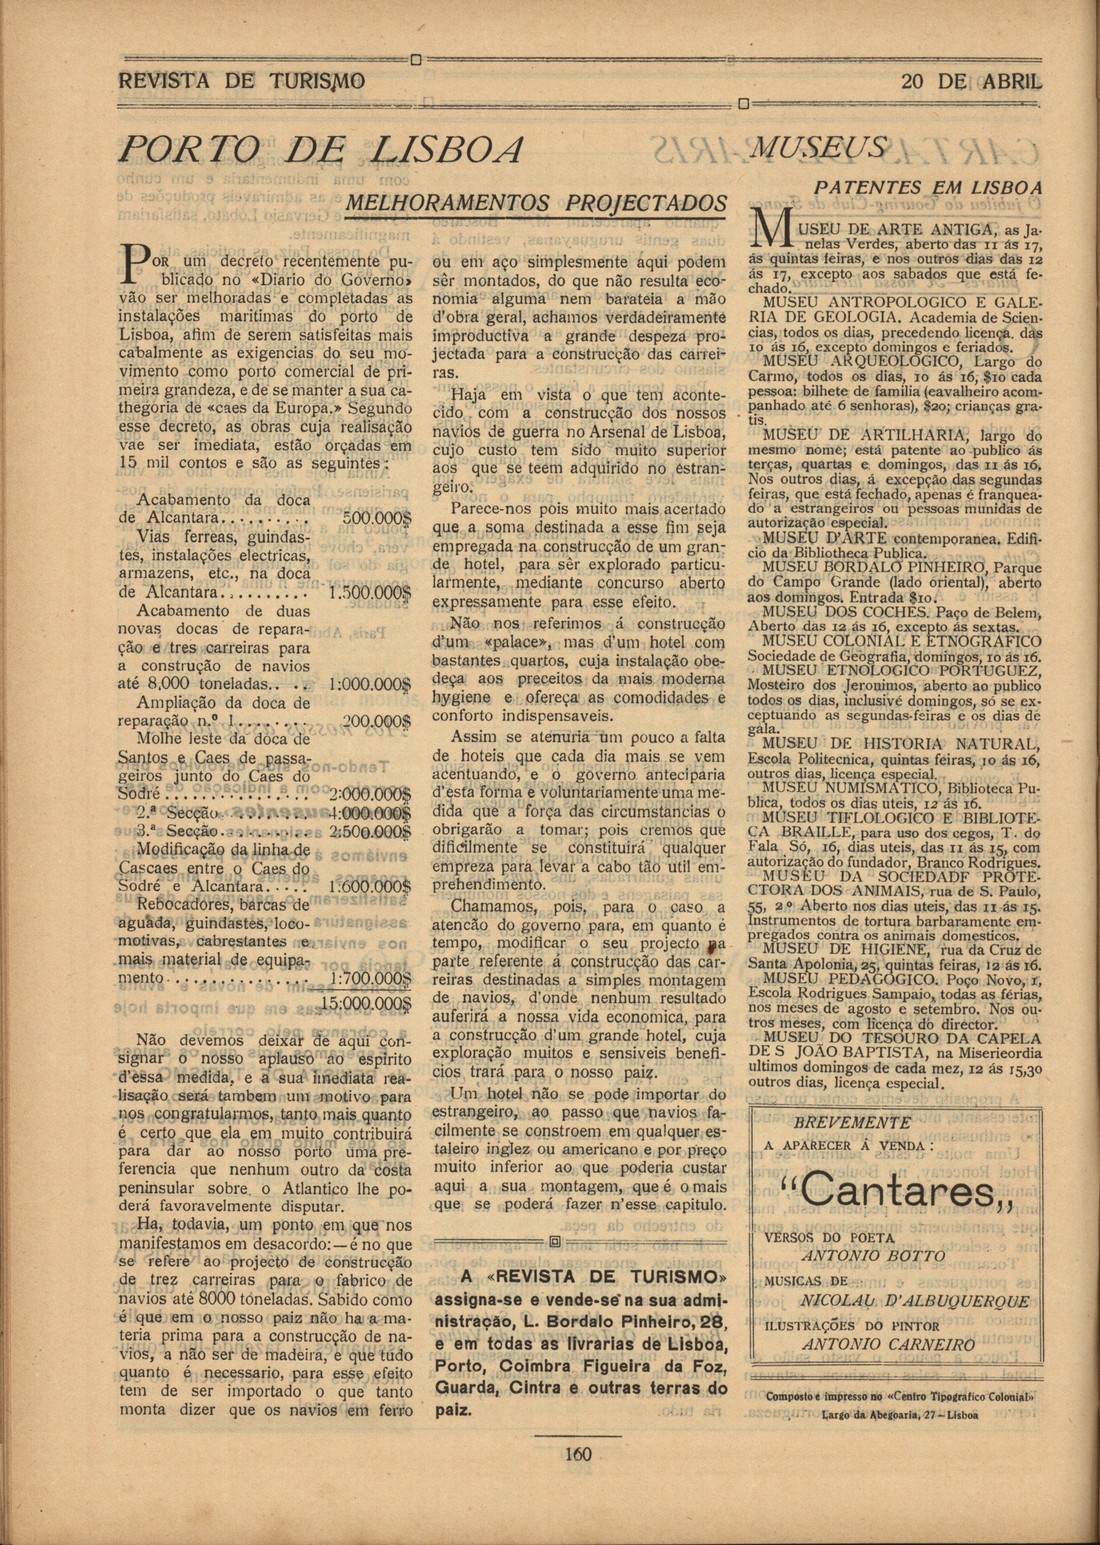 REVISTA DE TURISMO
20 DE ABRIL
PORTO DE LISBOA
MELHORAMENTOS PROJECTADOS
POR um decreto recentemente pu-
blicado no «Diario do Governo»
vão ser melhoradas e completadas as
instalações maritimas do porto de
Lisboa, afim de serem satisfeitas mais
cabalmente as exigencias do seu mo-
vimento como porto comercial de pri-
meira grandeza, e de se manter a sua ca-
thegoria de «caes da Europa.» Segundo
esse decreto, as obras cuja realisação
vae ser imediata, estão orçadas em
15 mil contos e são as seguintes:
Acabamento da doca
de Alcantara.......... 500.000$
Vias ferreas, guindas-
tes, instalações electricas,
armazens, etc., na doca
de Alcantara.......... 1.500.000$
Acabamento de duas
novas docas de repara-
ção e tres carreiras para
a construção de navios
até 8,000 toneladas.. .. 1:000.000$
Ampliação da doca de
reparação n.º 1........ 200.000$
Molhe leste da doca de
Santos e Caes de passa-
geiros junto do Caes do
Sodré................. 2:000.000$
2.ª Secção.......... 4:000.000$
3.ª Secção.......... 2:500.000$
Modificação da linha de
Cascaes entre o Caes do
Sodré e Alcantara..... 1:600.000$
Rebocadores, barcas de
aguada, guindastes, loco-
motivas, cabrestantes e
mais material de equipa-
mento................ 1:700.000$
15:000.000$
Não devemos deixar de aqui con-
signar o nosso aplauso ao espirito
d'essa medida, e a sua imediata rea-
lisação será tambem um motivo para
nos congratularmos, tanto mais quanto
é certo que ela em muito contribuirá
para dar ao nosso porto uma pre-
ferencia que nenhum outro da costa
peninsular sobre o Atlantico lhe po-
derá favoravelmente disputar.
Ha, todavia, um ponto em que nos
manifestamos em desacordo:—é no que
se refere ao projecto de construcção
de trez carreiras para o fabrico de
navios até 8000 toneladas. Sabido como
é que em o nosso paiz não ha a ma-
teria prima para a construcção de na-
vios, a não ser de madeira, e que tudo
quanto é necessario, para esse efeito
tem de ser importado o que tanto
monta dizer que os navios em ferro
ou em aço simplesmente aqui podem
sêr montados, do que não resulta eco-
nomia alguma nem barateia a mão
d'obra geral, achamos verdadeiramente
improductiva a grande despeza pro-
jectada para a construcção das carrei-
ras.
Haja em vista o que tem aconte-
cido com a construcção dos nossos
navios de guerra no Arsenal de Lisboa,
cujo custo tem sido muito superior
aos que se teem adquirido no estran-
geiro.
Parece-nos pois muito mais acertado
que a soma destinada a esse fim seja
empregada na construcção de um gran-
de hotel, para sêr explorado particu-
larmente, mediante concurso aberto
expressamente para esse efeito.
Não nos referimos á construcção
d'um «palace», mas d'um hotel com
bastantes quartos, cuja instalação obe-
deça aos preceitos da mais moderna
hygiene e ofereça as comodidades e
conforto indispensaveis.
Assim se atenuria um pouco a falta
de hoteis que cada dia mais se vem
acentuando, e o governo anteciparia
d'esta forma e voluntariamente uma me-
dida que a força das circumstancias o
obrigarão a tomar; pois cremos que
dificilmente se constituirá qualquer
empreza para levar a cabo tão util em-
prehendimento.
Chamamos, pois, para o caso a
atencão do governo para, em quanto é
tempo, modificar o seu projecto na
parte referente á construcção das car-
reiras destinadas a simples montagem
de navios, d'onde nenhum resultado
auferirá a nossa vida economica, para
a construcção d'um grande hotel, cuja
exploração muitos e sensiveis benefi-
cios trará para o nosso paiz.
Um hotel não se pode importar do
estrangeiro, ao passo que navios fa-
cilmente se constroem em qualquer es-
taleiro inglez ou americano e por preço
muito inferior ao que poderia custar
aqui a sua montagem, que é o mais
que se poderá fazer n'esse capitulo.
A «REVISTA DE TURISMO»
assigna-se e vende-se na sua admi-
nistração, L. Bordalo Pinheiro, 28,
e em todas as livrarias de Lisboa,
Porto, Coimbra Figueira da Foz,
Guarda, Cintra e outras terras do
paiz.
MUSEUS
PATENTES EM LISBOA
MUSEU DE ARTE ANTIGA, as Ja-
nelas Verdes, aberto das 11 ás 17,
ás quintas feiras, e nos outros dias das 12
ás 17, excepto aos sabados que está fe-
chado.
MUSEU ANTROPOLOGICO E GALE-
RIA DE GEOLOGIA. Academia de Scien-
cias, todos os dias, precedendo licença. das
10 ás 16, excepto domingos e feriados.
MUSEU ARQUEOLOGICO, Largo do
Carmo, todos os dias, 10 ás 16, $10 cada
pessoa: bilhete de familia (cavalheiro acom-
panhado até 6 senhoras), $20; crianças gra-
tis.
MUSEU DE ARTILHARIA, largo do
mesmo nome; está patente ao publico ás
terças, quartas e domingos, das 11 ás 16,
Nos outros dias, á excepção das segundas
feiras, que está fechado, apenas é franquea-
do a estrangeiros ou pessoas munidas de
autorização especial.
MUSEU D'ARTE contemporanea. Edifi-
cio da Bibliotheca Publica.
MUSEU BORDALO PINHEIRO, Parque
do Campo Grande (lado oriental), aberto
aos domingos. Entrada $10.
MUSEU DOS COCHES. Paço de Belem,
Aberto das 12 ás 16, excepto ás sextas.
MUSEU COLONIAL E ETNOGRAFICO
Sociedade de Geografia, domingos, 10 ás 16.
MUSEU ETNOLOGICO PORTUGUEZ,
Mosteiro dos Jeronimos, aberto ao publico
todos os dias, inclusivé domingos, só se ex-
ceptuando as segundas-feiras e os dias de
gala.
MUSEU DE HISTORIA NATURAL,
Escola Politecnica, quintas feiras, 10 ás 16,
outros dias, licença especial.
MUSEU NUMISMATICO, Biblioteca Pu-
blica, todos os dias uteis, 12 ás 16.
MUSEU TIFLOLOGICO E BIBLIOTE-
CA BRAILLE, para uso dos cegos, T. do
Fala Só, 16, dias uteis, das 11 ás 15, com
autorização do fundador, Branco Rodrigues.
MUSEU DA SOCIEDADF PROTE-
CTORA DOS ANIMAIS, rua de S. Paulo,
55, 2º Aberto nos dias uteis, das 11 ás 15.
Instrumentos de tortura barbaramente em-
pregados contra os animais domesticos.
MUSEU DE HIGIENE, rua da Cruz de
Santa Apolonia, 25, quintas feiras, 12 ás 16.
MUSEU PEDAGOGICO. Poço Novo, 1,
Escola Rodrigues Sampaio, todas as férias,
nos meses de agosto e setembro. Nos ou-
tros meses, com licença do director.
MUSEU DO TESOURO DA CAPELA
DE S JOÃO BAPTISTA, na Miserieordia
ultimos domingos de cada mez, 12 ás 15,30
outros dias, licença especial.
BREVEMENTE
A APARECER Á VENDA:
“Cantares„
VERSOS DO POETA
ANTONIO BOTTO
MUSICAS DE
NICOLAU D'ALBUQUERQUE
ILUSTRAÇÕES DO PINTOR
ANTONIO CARNEIRO
Composto e impresso no «Centro Tipografico Colonial»
Largo da Abegoaria, 27 — Lisboa
160